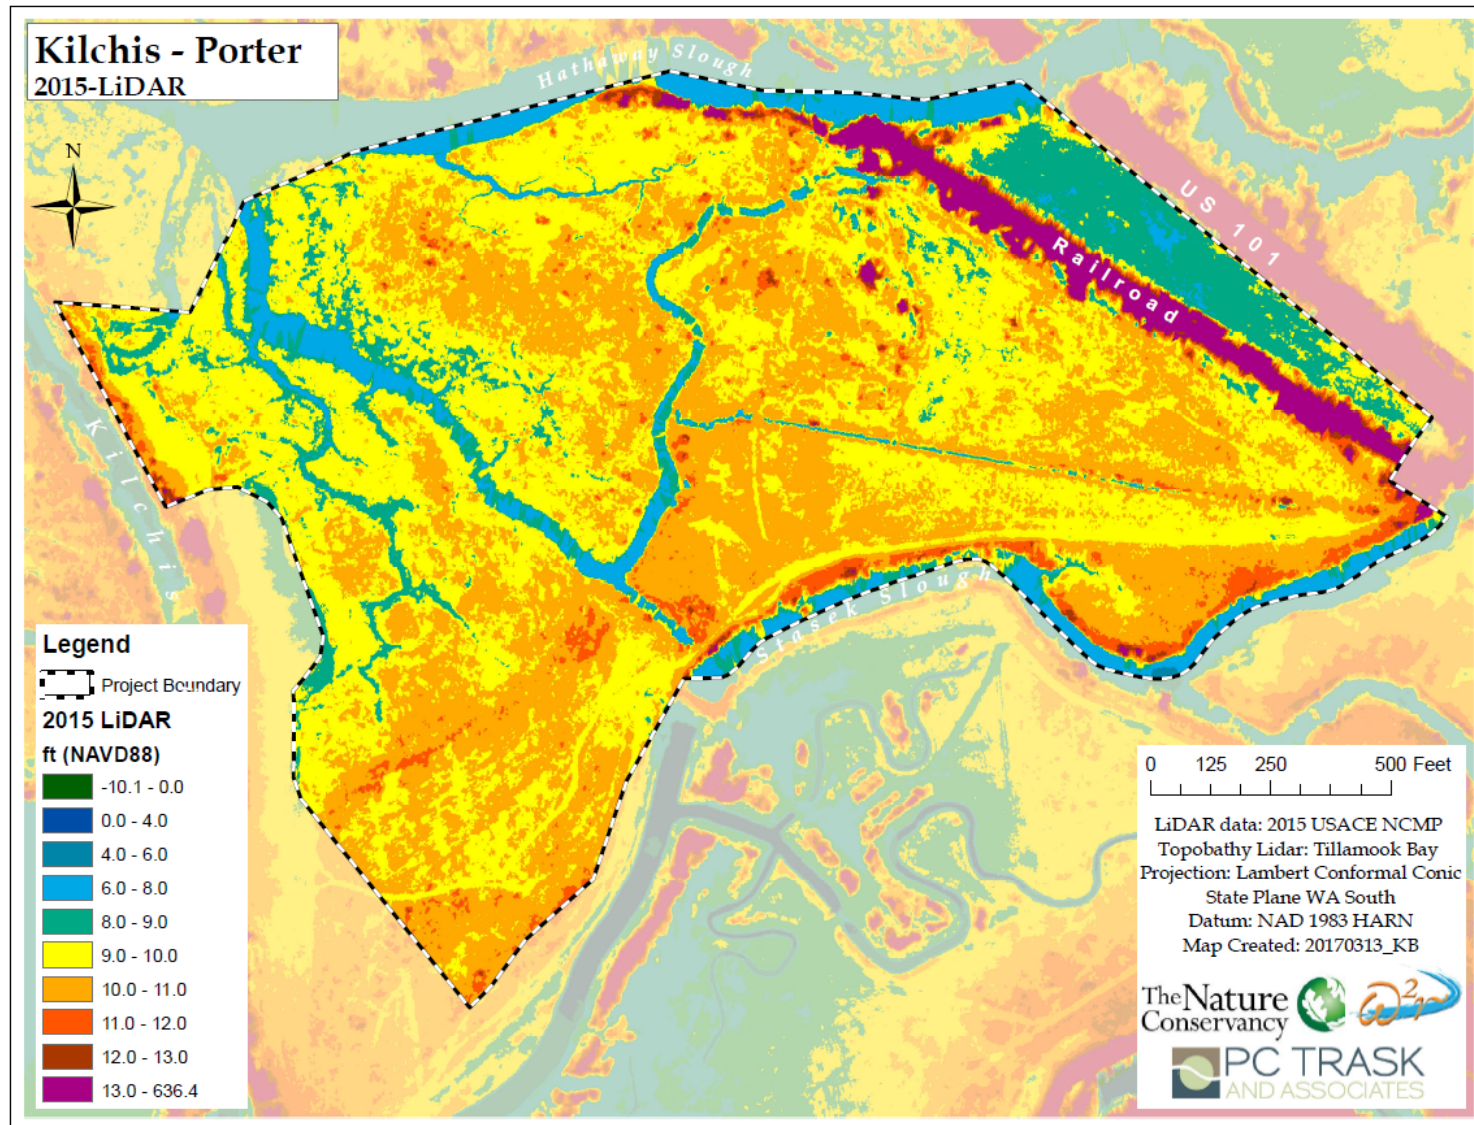 Kilchis - Porter
2015-LiDAR
Hathaway Slough
N
US 101
Railroad
Kilchis
Stasek Slough
Legend
Project Boundary
2015 LiDAR
ft (NAVD88)
-10.1 - 0.0
0.0 - 4.0
4.0 - 6.0
6.0 - 8.0
8.0 - 9.0
9.0 - 10.0
10.0 - 11.0
11.0 - 12.0
12.0 - 13.0
13.0 - 636.4
0 125 250 500 Feet
LiDAR data: 2015 USACE NCMP
Topobathy Lidar: Tillamook Bay
Projection: Lambert Conformal Conic
State Plane WA South
Datum: NAD 1983 HARN
Map Created: 20170313_KB
The Nature
Conservancy
PC TRASK
AND ASSOCIATES